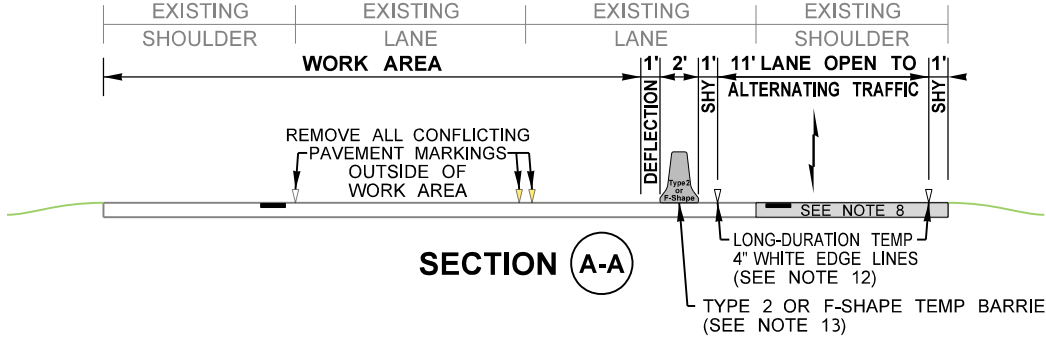 EXISTING EXISTING EXISTING EXISTING
SHOULDER LANE LANE SHOULDER
WORK AREA 1' 2' 1' 11' LANE OPEN TO 1'
ALTERNATING TRAFFIC
DEFLECTION
SHY
SHY
REMOVE ALL CONFLICTING
PAVEMENT MARKINGS
OUTSIDE OF
WORK AREA
Type 2
or
F-Shape
SEE NOTE 8
SECTION A-A
LONG-DURATION TEMP
4" WHITE EDGE LINES
(SEE NOTE 12)
TYPE 2 OR F-SHAPE TEMP BARRIE
(SEE NOTE 13)